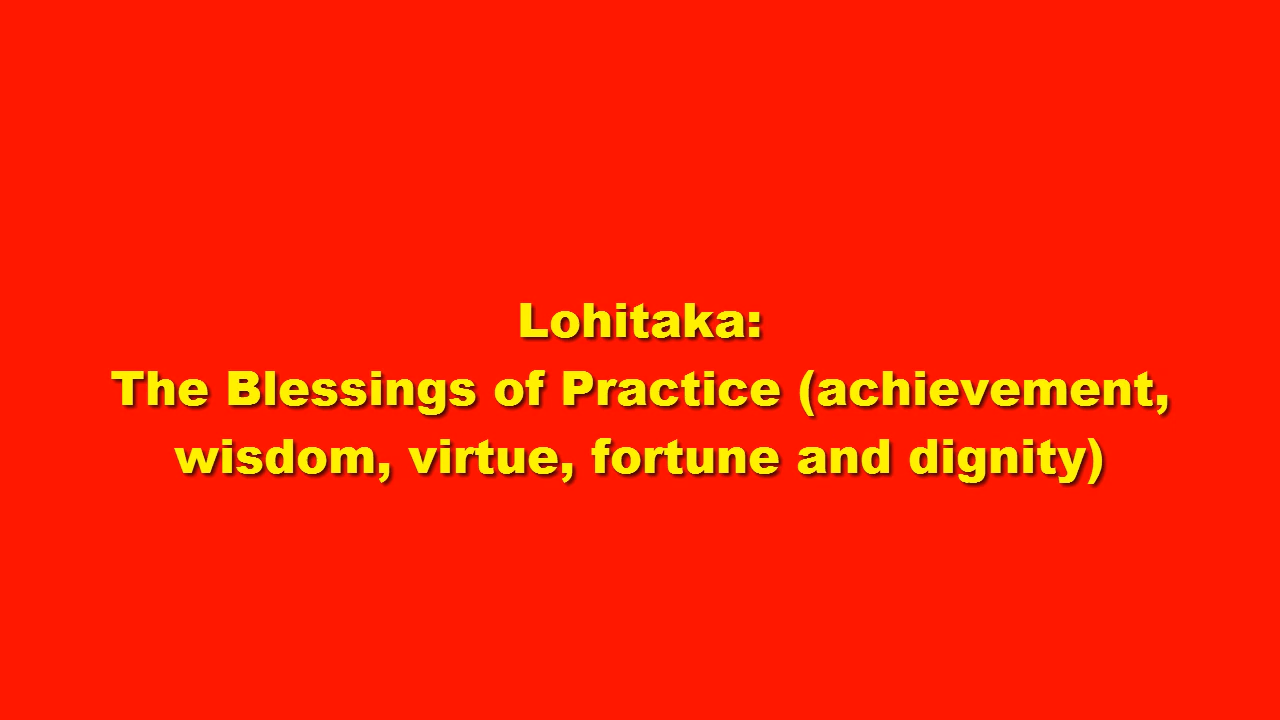 Lohitaka:
The Blessings of Practice (achievement,
wisdom, virtue, fortune and dignity)